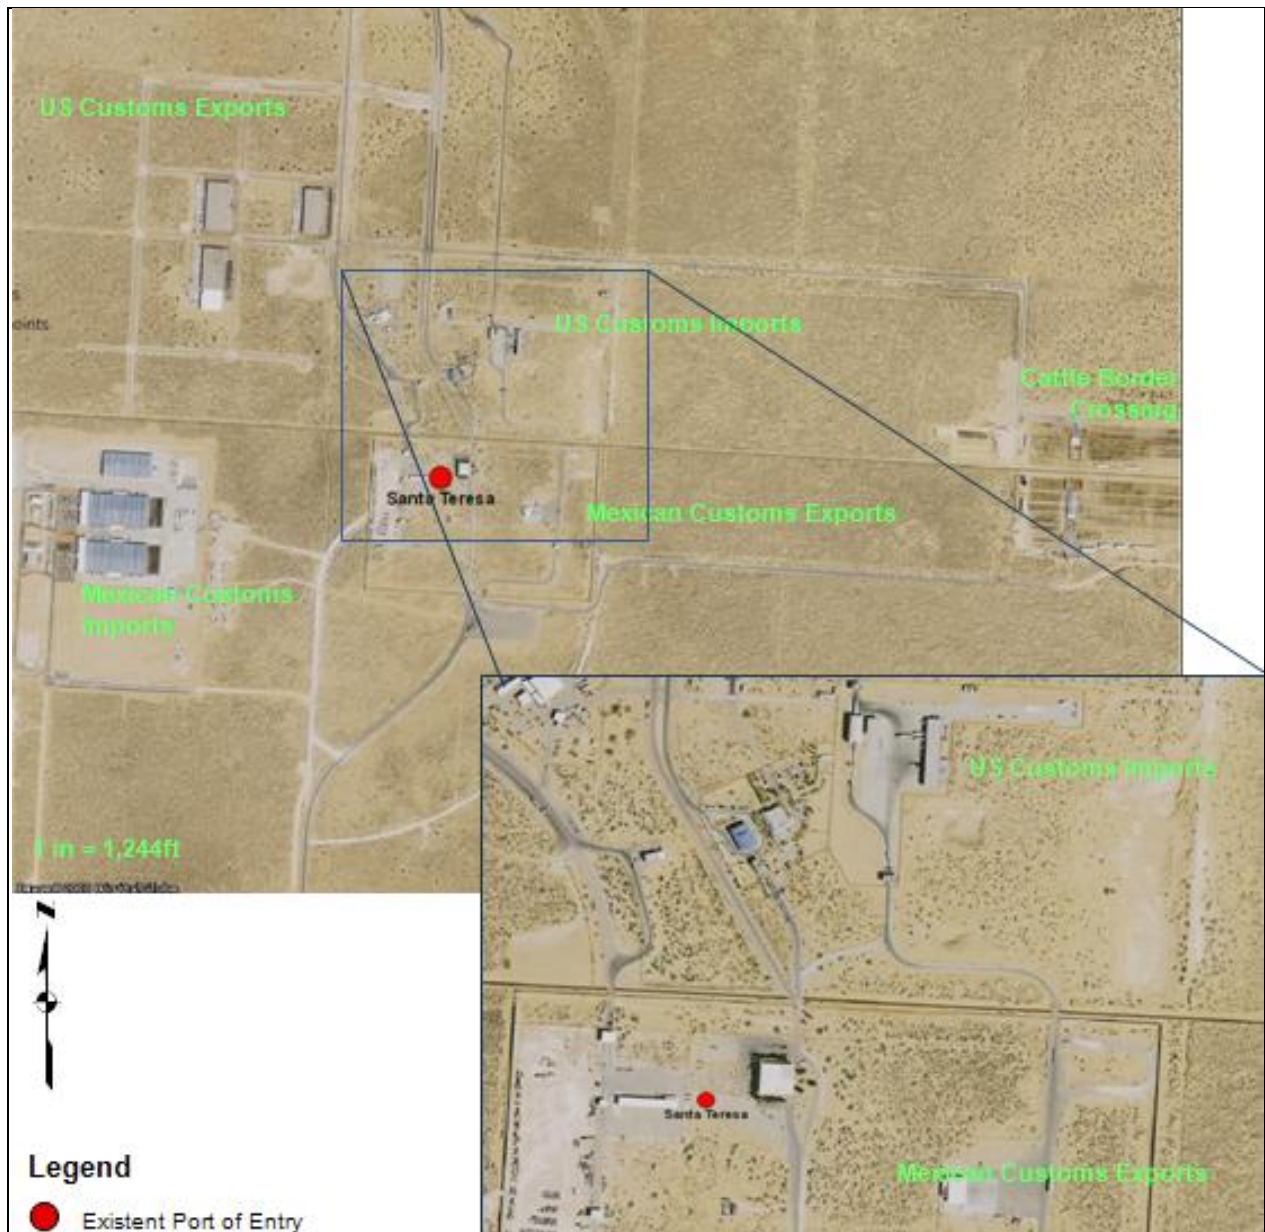 US Customs Exports
US Customs Imports
oints
Cattle Border
Crossing
Santa Teresa
Mexican Customs Exports
Mexican Customs
Imports
US Customs Imports
1 in = 1,244ft
Santa Teresa
Mexican Customs Exports
Legend
Existent Port of Entry